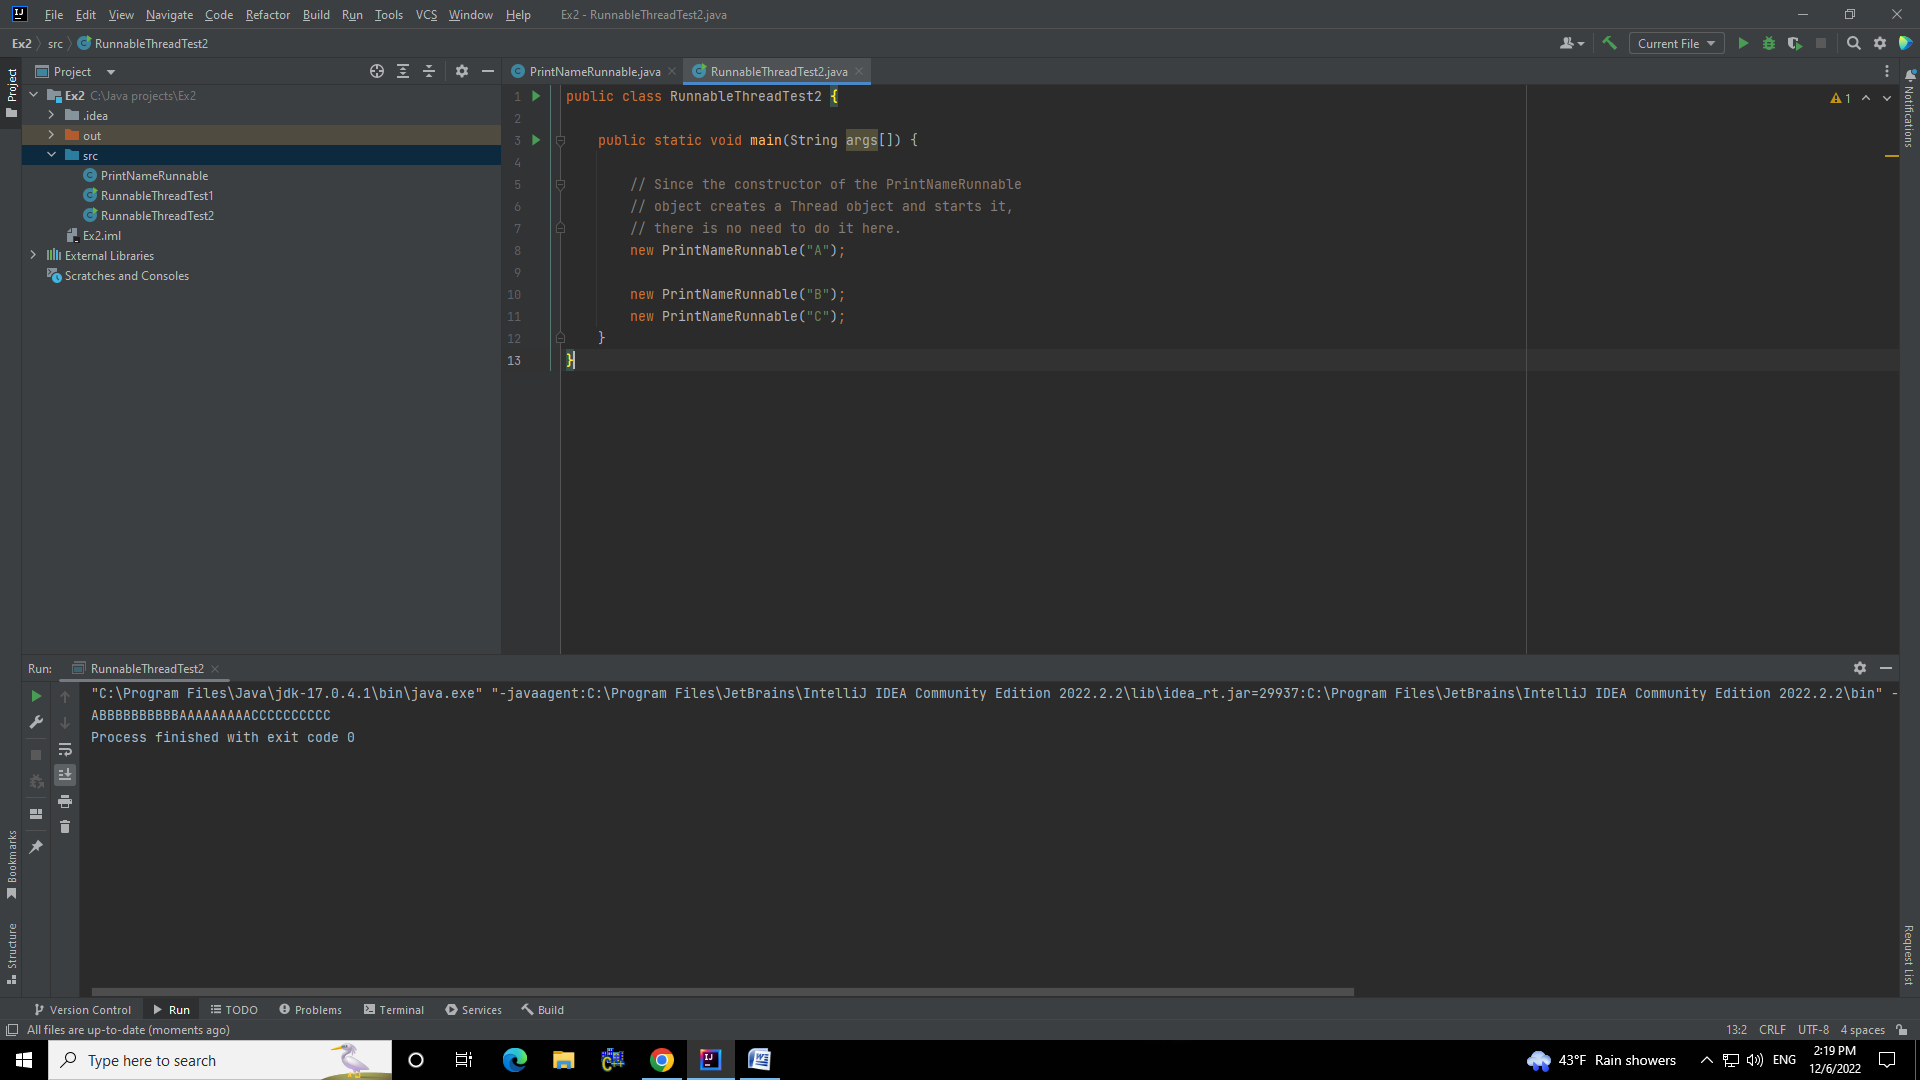 File Edit View Navigate Code Refactor Build Run Tools VCS Window Help Ex2 - RunnableThreadTest2.java
Ex2 src RunnableThreadTest2 Current File
Project
Project PrintNameRunnable.java RunnableThreadTest2.java
Notifications
Ex2 C:\Java projects\Ex2
.idea
out
src
PrintNameRunnable
RunnableThreadTest1
RunnableThreadTest2
Ex2.iml
External Libraries
Scratches and Consoles
1 public class RunnableThreadTest2 {
2
3 public static void main(String args[]) {
4
5 // Since the constructor of the PrintNameRunnable
6 // object creates a Thread object and starts it,
7 // there is no need to do it here.
8 new PrintNameRunnable("A");
9
10 new PrintNameRunnable("B");
11 new PrintNameRunnable("C");
12 }
13 }
1
Run: RunnableThreadTest2
"C:\Program Files\Java\jdk-17.0.4.1\bin\java.exe" "-javaagent:C:\Program Files\JetBrains\IntelliJ IDEA Community Edition 2022.2.2\lib\idea_rt.jar=29937:C:\Program Files\JetBrains\IntelliJ IDEA Community Edition 2022.2.2\bin" -
ABBBBBBBBBBAAAAAAAAACCCCCCCCCC
Process finished with exit code 0
Bookmarks
Structure
Request List
Version Control Run TODO Problems Terminal Services Build
All files are up-to-date (moments ago) 13:2 CRLF UTF-8 4 spaces
Type here to search 43°F Rain showers ENG 2:19 PM
12/6/2022